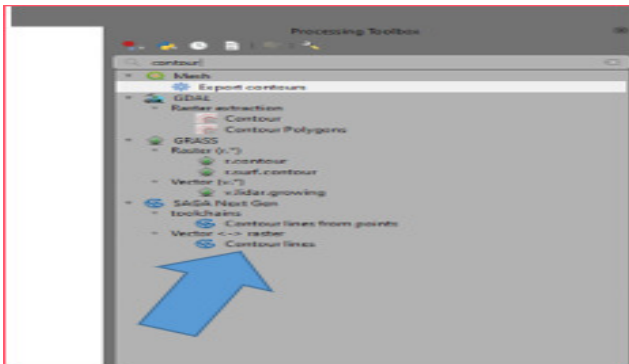 Processing Toolbox
contour
Mesh
Export contours
GDAL
Raster extraction
Contour
Contour Polygons
GRASS
Raster (r.*)
r.contour
r.surf.contour
Vector (v.*)
v.lidar.growing
SAGA Next Gen
toolchains
Contour lines from points
Vector <-> raster
Contour lines